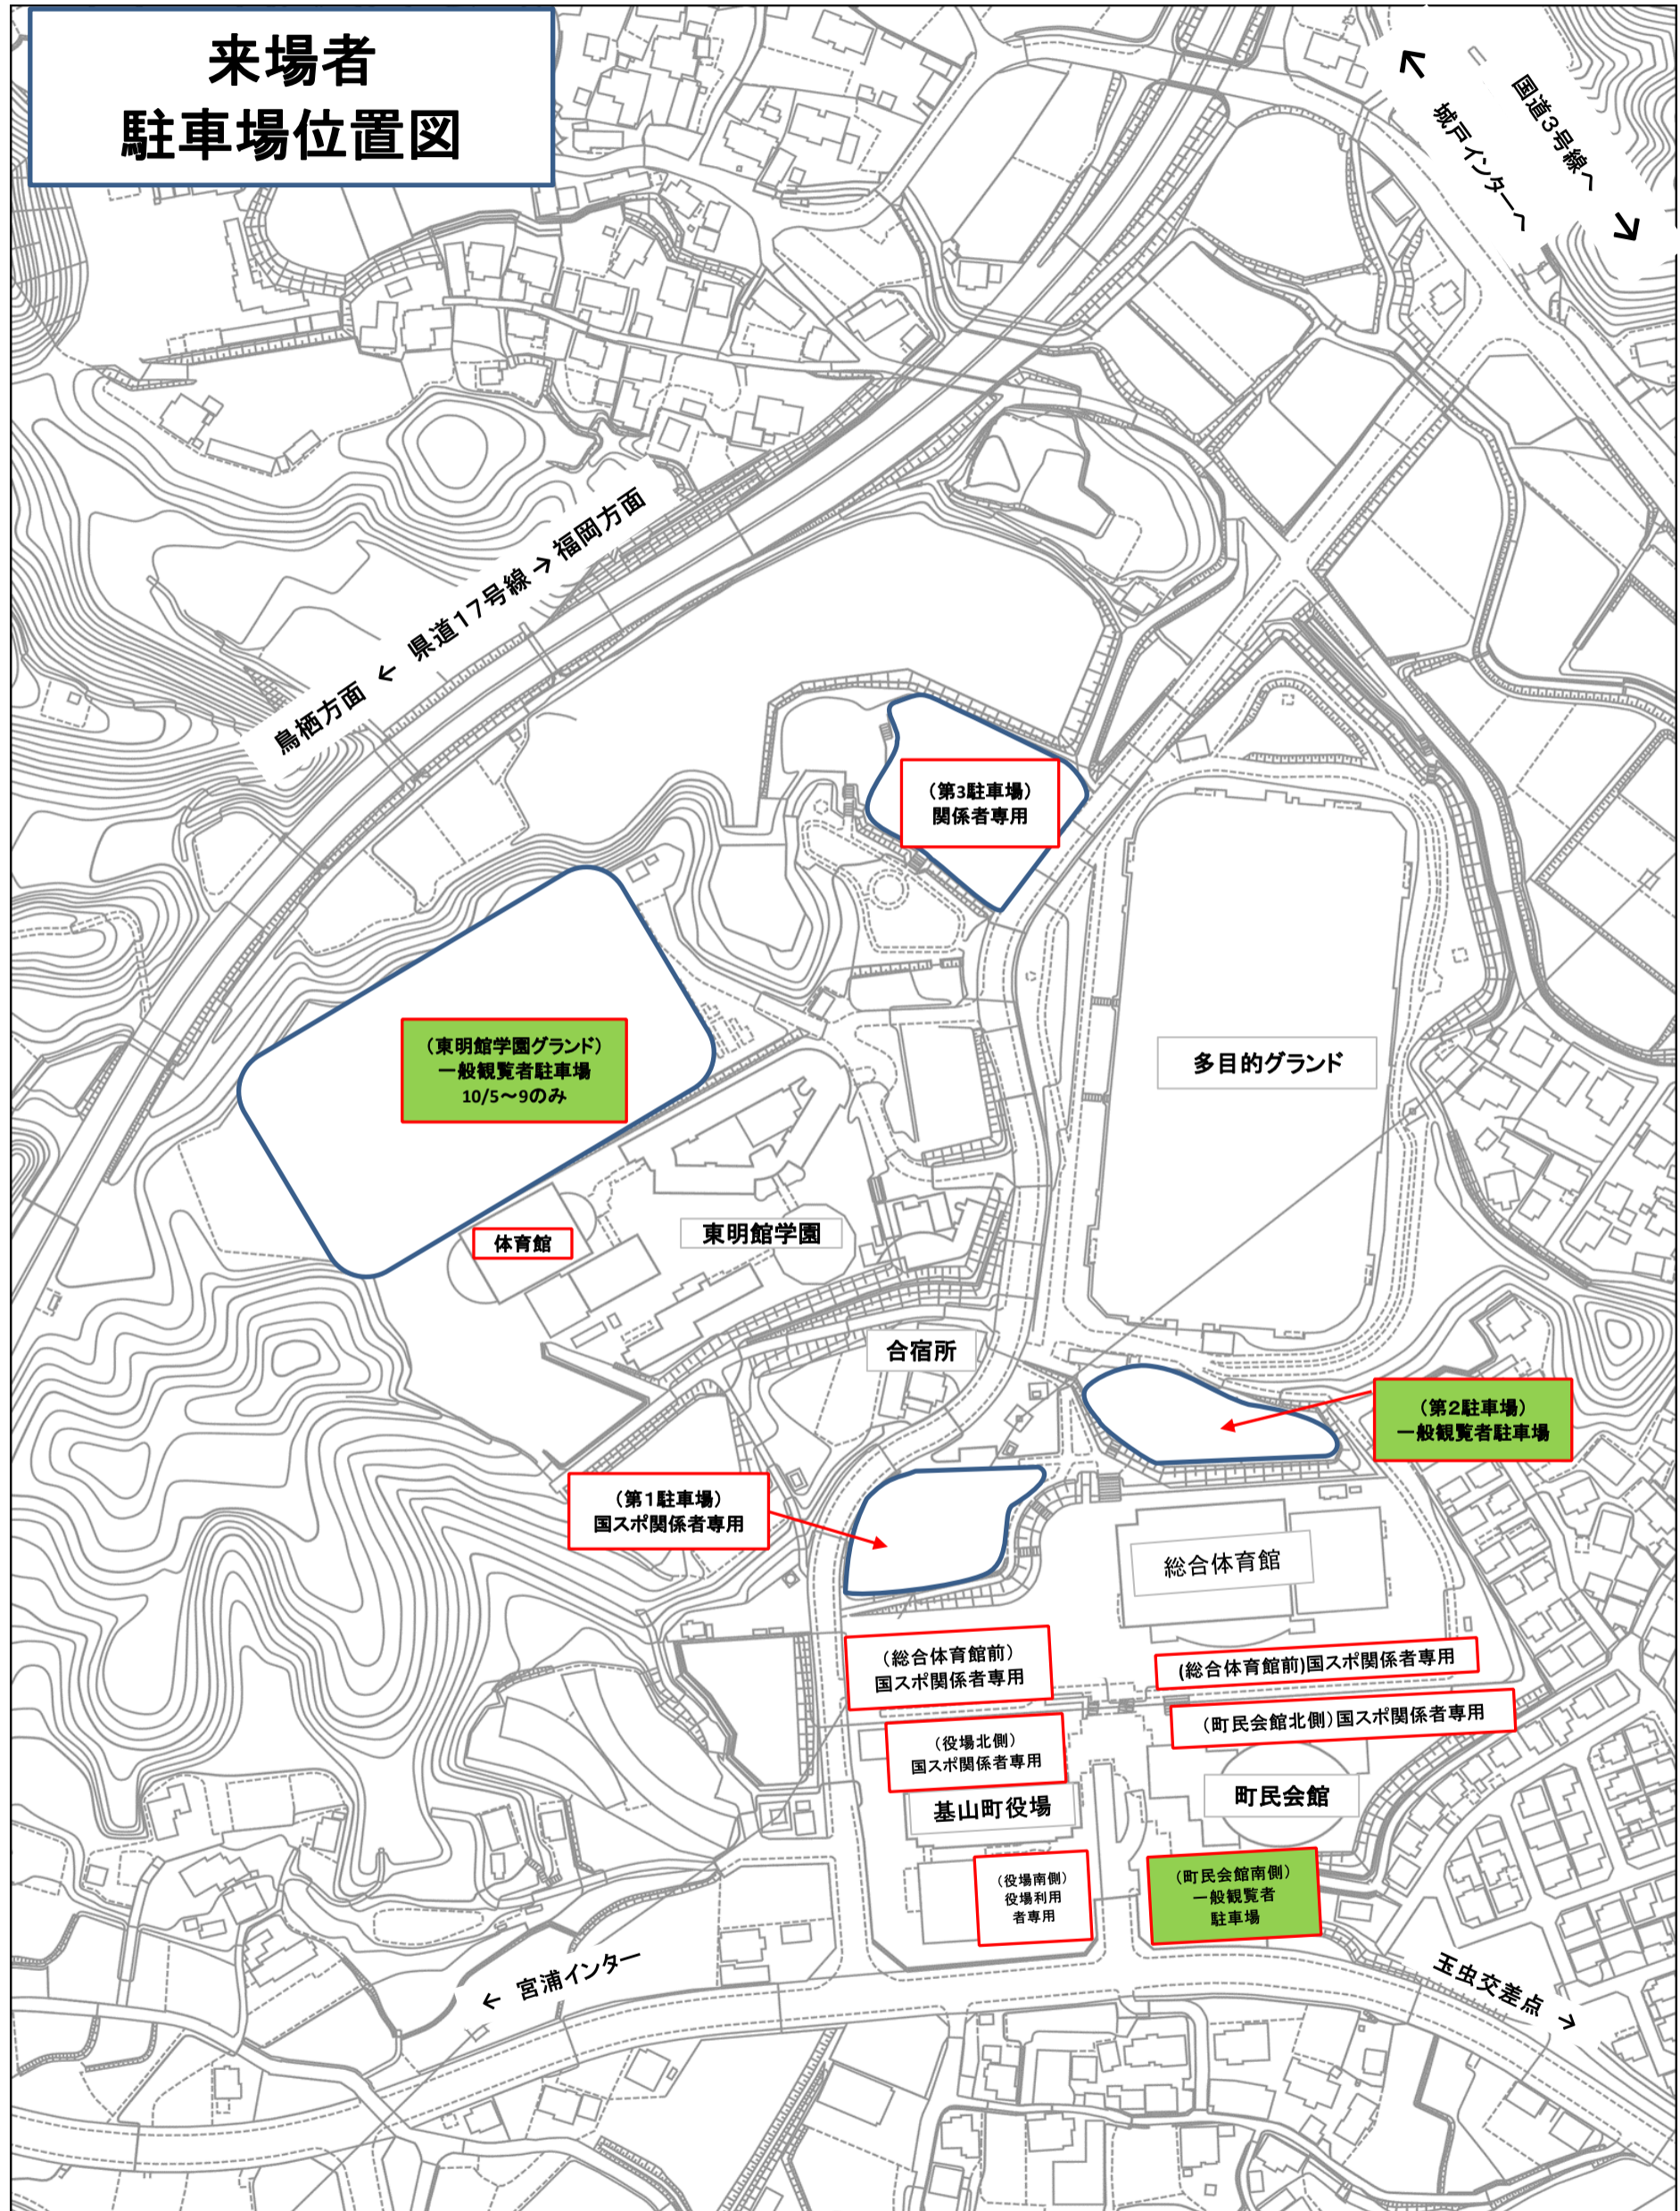 来場者
駐車場位置図
国道3号線へ
城戸インターへ
鳥栖方面 ← 県道17号線 → 福岡方面
（第3駐車場）
関係者専用
（東明館学園グランド）
一般観覧者駐車場
10/5～9のみ
多目的グランド
東明館学園
体育館
合宿所
（第2駐車場）
一般観覧者駐車場
（第1駐車場）
国スポ関係者専用
総合体育館
（総合体育館前）
国スポ関係者専用
(総合体育館前)国スポ関係者専用
（町民会館北側）国スポ関係者専用
（役場北側）
国スポ関係者専用
基山町役場
町民会館
（役場南側）
役場利用
者専用
（町民会館南側）
一般観覧者
駐車場
← 宮浦インター
玉虫交差点 →